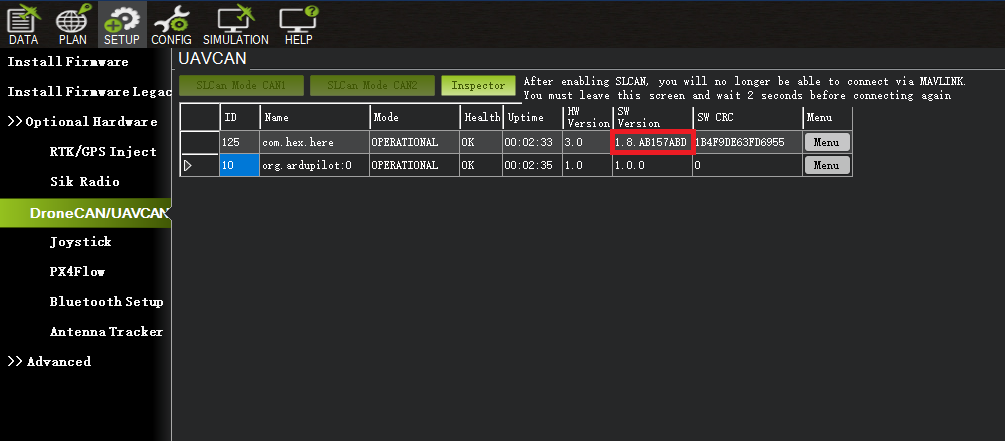 DATA PLAN SETUP CONFIG SIMULATION HELP
Install Firmware
Install Firmware Legac
>> Optional Hardware
RTK/GPS Inject
Sik Radio
DroneCAN/UAVCAN
Joystick
PX4Flow
Bluetooth Setup
Antenna Tracker
>> Advanced
UAVCAN
SLCan Mode CAN1 SLCan Mode CAN2 Inspector
After enabling SLCAN, you will no longer be able to connect via MAVLINK.
You must leave this screen and wait 2 seconds before connecting again
ID Name Mode Health Uptime HW Version SW Version SW CRC Menu
125 com.hex.here OPERATIONAL OK 00:02:33 3.0 1.8.AB157ABD 1B4F9DE63FD6955 Menu
10 org.ardupilot:0 OPERATIONAL OK 00:02:35 1.0 1.0.0 0 Menu